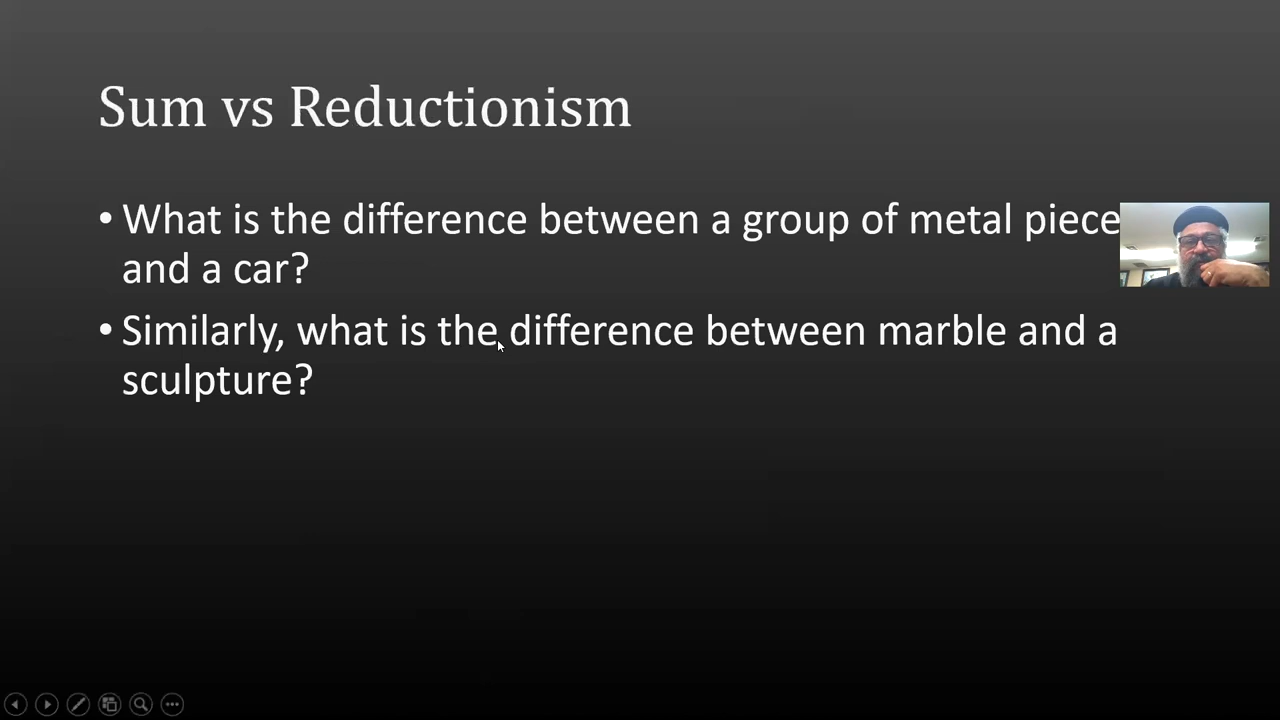 Sum vs Reductionism
• What is the difference between a group of metal piece
and a car?
• Similarly, what is the difference between marble and a
sculpture?